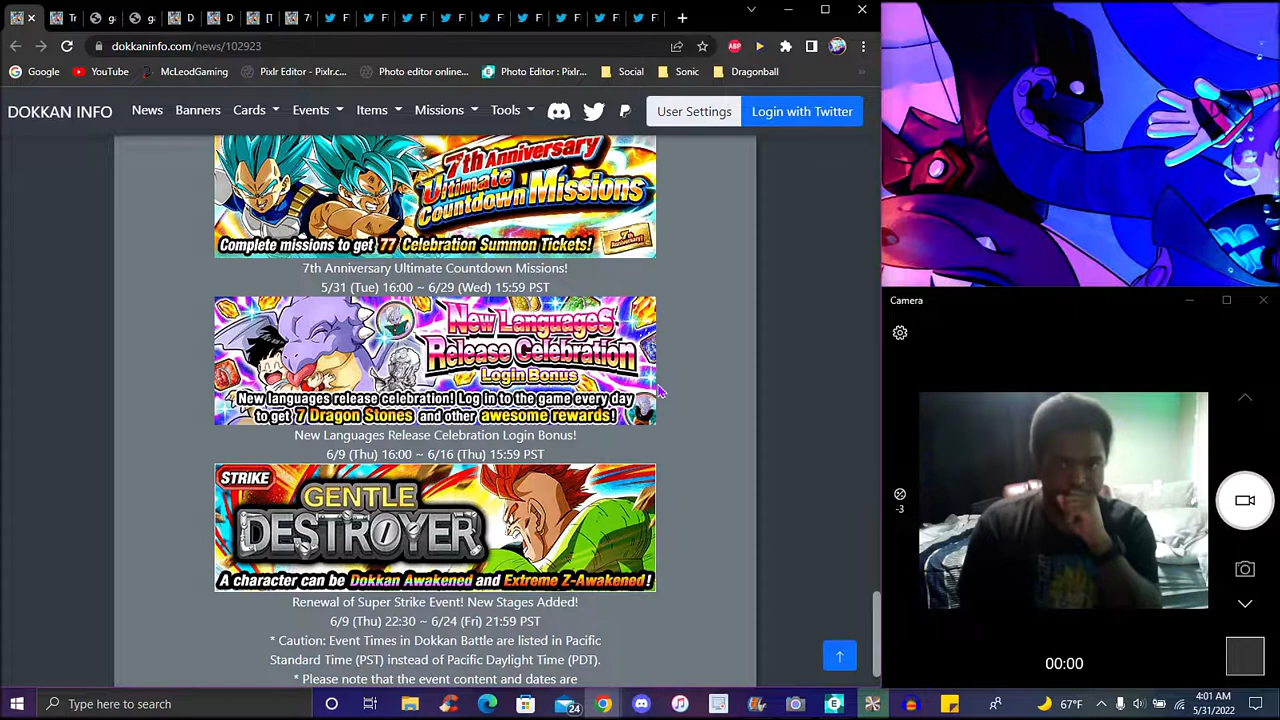 dokkaninfo.com/news/102923
ABP
Google
YouTube
McLeodGaming
Pixlr Editor - Pixlr.c...
Photo editor online...
Photo Editor : Pixlr...
Social
Sonic
Dragonball
DOKKAN INFO
News
Banners
Cards
Events
Items
Missions
Tools
User Settings
Login with Twitter
7th Anniversary
Ultimate
Countdown Missions
Complete missions to get 77 Celebration Summon Tickets!
7th Anniversary Ultimate Countdown Missions!
5/31 (Tue) 16:00 ~ 6/29 (Wed) 15:59 PST
New Languages
Release Celebration
Login Bonus
New languages release celebration! Log in to the game every day
to get 7 Dragon Stones and other awesome rewards!
New Languages Release Celebration Login Bonus!
6/9 (Thu) 16:00 ~ 6/16 (Thu) 15:59 PST
STRIKE
GENTLE
DESTROYER
A character can be Dokkan Awakened and Extreme Z-Awakened!
Renewal of Super Strike Event! New Stages Added!
6/9 (Thu) 22:30 ~ 6/24 (Fri) 21:59 PST
* Caution: Event Times in Dokkan Battle are listed in Pacific
Standard Time (PST) instead of Pacific Daylight Time (PDT).
* Please note that the event content and dates are
Camera
-3
00:00
Type here to search
24
67°F
4:01 AM
5/31/2022